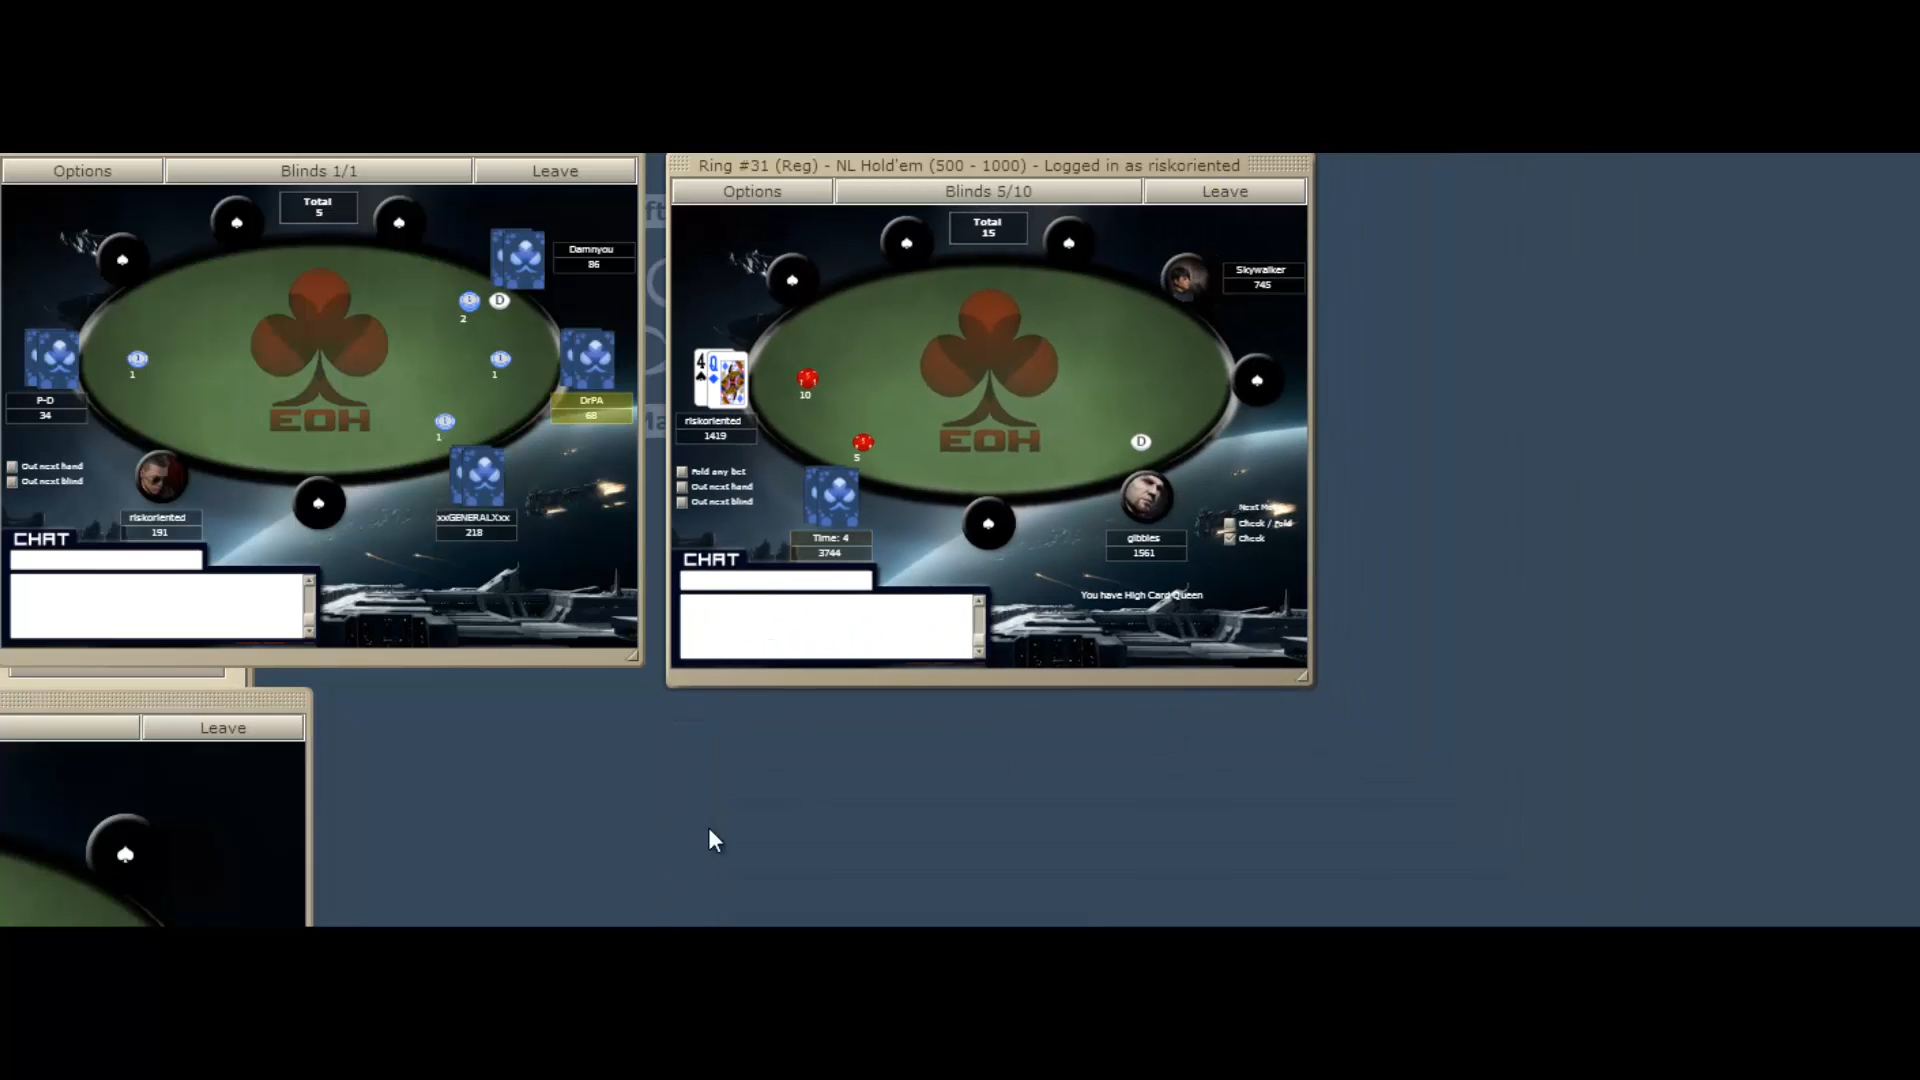 Options
Blinds 1/1
Leave
Total
5
Damnyou
86
D
2
1
1
P-D
34
DrPA
68
1
EOH
Out next hand
Out next blind
riskoriented
191
xxGENERALXxx
218
CHAT
Leave
Ring #31 (Reg) - NL Hold'em (500 - 1000) - Logged in as riskoriented
Options
Blinds 5/10
Leave
Total
15
Skywalker
745
4 Q
10
riskoriented
1419
5
D
EOH
Fold any bet
Out next hand
Out next blind
Time: 4
3744
gibbles
1561
Check / Fold
Check
CHAT
You have High Card Queen